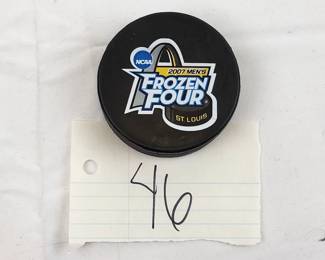 NCAA
2007 MEN'S
FROZEN
FOUR
ST LOUIS
46